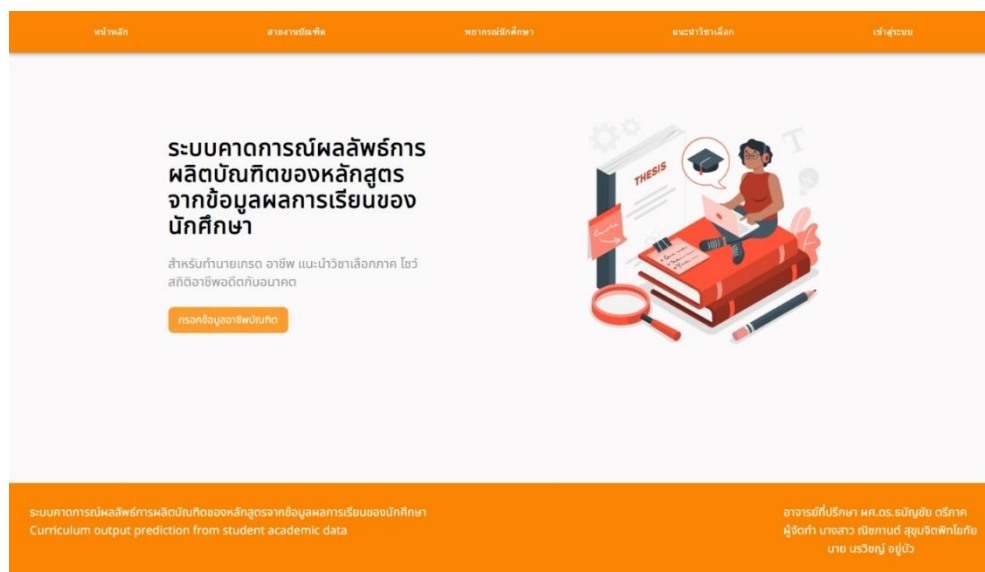 หน้าหลัก
สายงานบัณฑิต
พยากรณ์นักศึกษา
แนะนำวิชาเลือก
เข้าสู่ระบบ
ระบบคาดการณ์ผลลัพธ์การ
ผลิตบัณฑิตของหลักสูตร
จากข้อมูลผลการเรียนของ
นักศึกษา
สำหรับทำนายเกรด อาชีพ แนะนำวิชาเลือกภาค โชว์
สถิติอาชีพอดีตกับอนาคต
กรอกข้อมูลอาชีพบัณฑิต
THESIS
T
ระบบคาดการณ์ผลลัพธ์การผลิตบัณฑิตของหลักสูตรจากข้อมูลผลการเรียนของนักศึกษา
Curriculum output prediction from student academic data
อาจารย์ที่ปรึกษา ผศ.ดร.ธนัญชัย ตรีภาค
ผู้จัดทำ นางสาว ณิชกานต์ สุขุมจิตพิทโยทัย
นาย นรวิชญ์ อยู่บัว